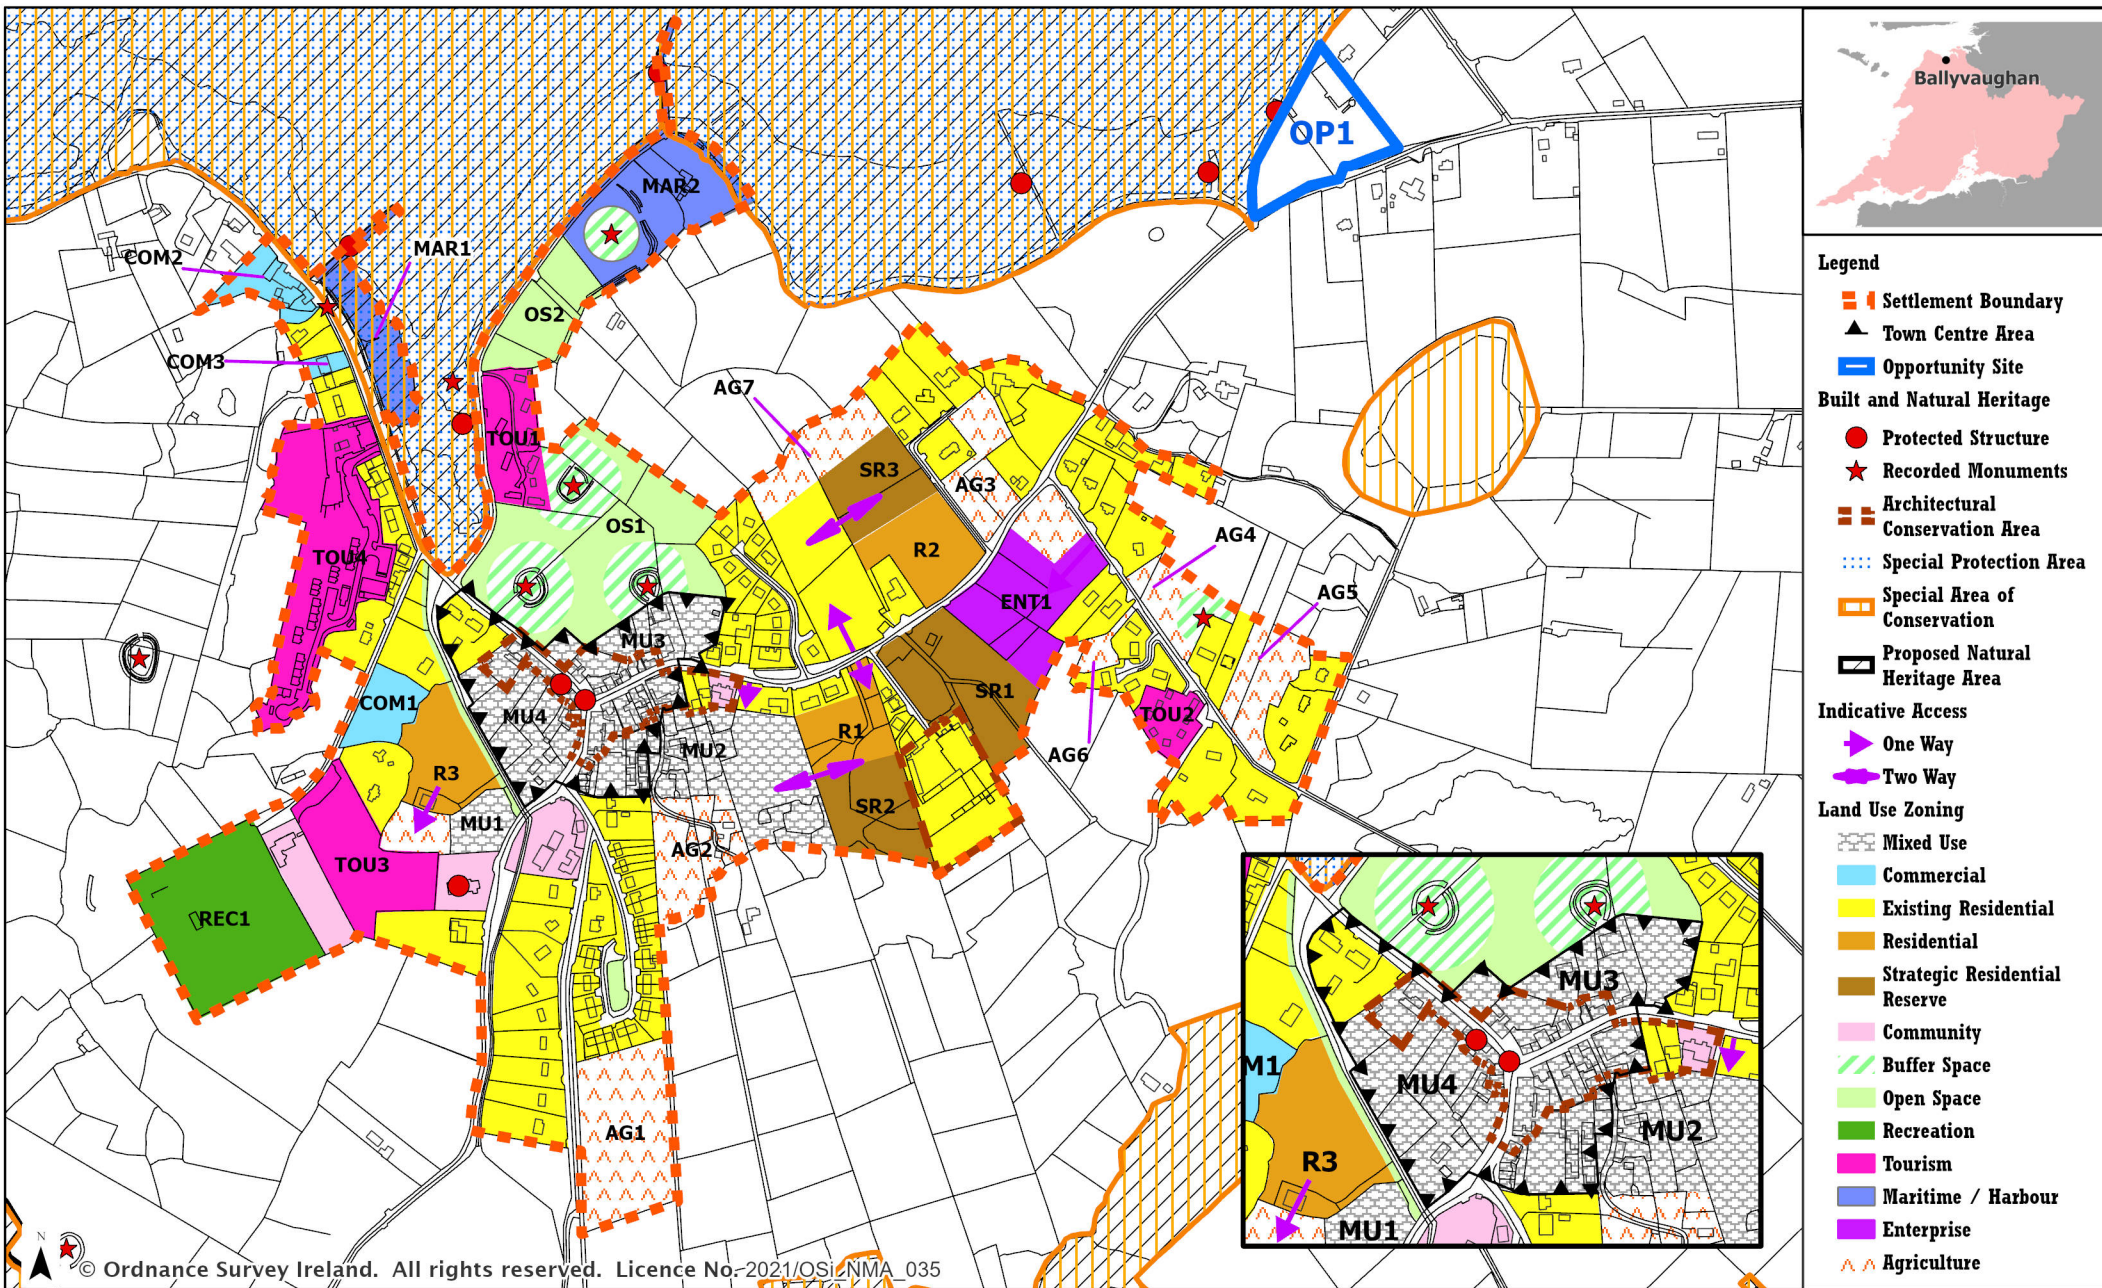 OP1
Ballyvaughan
MAR2
COM2
MAR1
OS2
COM3
AG7
TOU1
SR3
AG3
OS1
R2
TOU4
AG4
AG5
ENT1
MU3
SR1
COM1
MU4
R1
TOU2
MU2
AG6
R3
SR2
MU1
AG2
TOU3
REC1
AG1
MU3
M1
MU4
MU2
R3
MU1
Legend
Settlement Boundary
Town Centre Area
Opportunity Site
Built and Natural Heritage
Protected Structure
Recorded Monuments
Architectural
Conservation Area
Special Protection Area
Special Area of
Conservation
Proposed Natural
Heritage Area
Indicative Access
One Way
Two Way
Land Use Zoning
Mixed Use
Commercial
Existing Residential
Residential
Strategic Residential
Reserve
Community
Buffer Space
Open Space
Recreation
Tourism
Maritime / Harbour
Enterprise
Agriculture
N
© Ordnance Survey Ireland. All rights reserved. Licence No. 2021/OSi_NMA_035